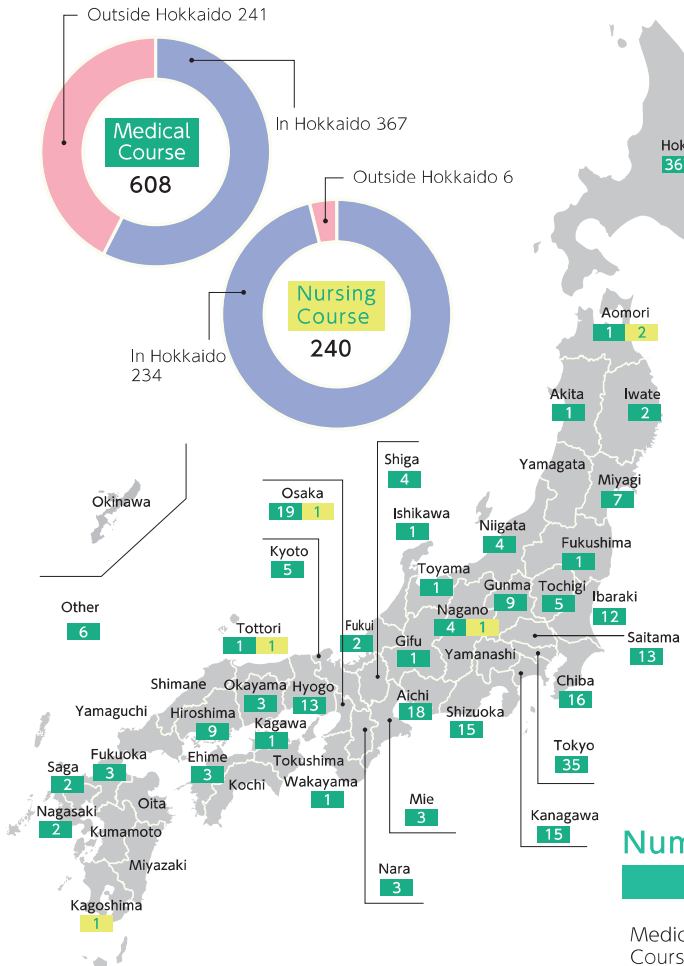 Outside Hokkaido 241
In Hokkaido 367
Medical
Course
608
Outside Hokkaido 6
Nursing
Course
240
In Hokkaido
234
Aomori
1 2
Akita
1
Iwate
2
Yamagata
Miyagi
7
Shiga
4
Osaka
19 1
Okinawa
Ishikawa
1
Niigata
4
Fukushima
1
Kyoto
5
Toyama
1
Gunma
9
Tochigi
5
Ibaraki
12
Other
6
Nagano
4 1
Tottori
1 1
Fukui
2
Gifu
1
Saitama
13
Yamanashi
Shimane
Okayama
3
Hyogo
13
Chiba
16
Yamaguchi
Hiroshima
9
Kagawa
1
Aichi
18
Shizuoka
15
Tokyo
35
Fukuoka
3
Ehime
3
Tokushima
Saga
2
Kochi
Wakayama
1
Oita
Mie
3
Nagasaki
2
Kanagawa
15
Kumamoto
Miyazaki
Nara
3
Kagoshima
1